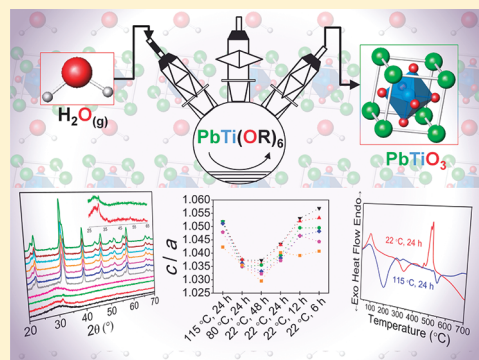 H₂O(g)
PbTi(OR)₆
PbTiO₃
20 30 40 50 60 70
2θ (°)
c / a
1.060
1.055
1.050
1.045
1.040
1.035
1.030
1.025
115 °C, 24 h
80 °C, 24 h
22 °C, 48 h
22 °C, 24 h
22 °C, 12 h
22 °C, 6 h
←Exo Heat Flow Endo→
22 °C, 24 h
115 °C, 24 h
100 200 300 400 500 600 700
Temperature (°C)